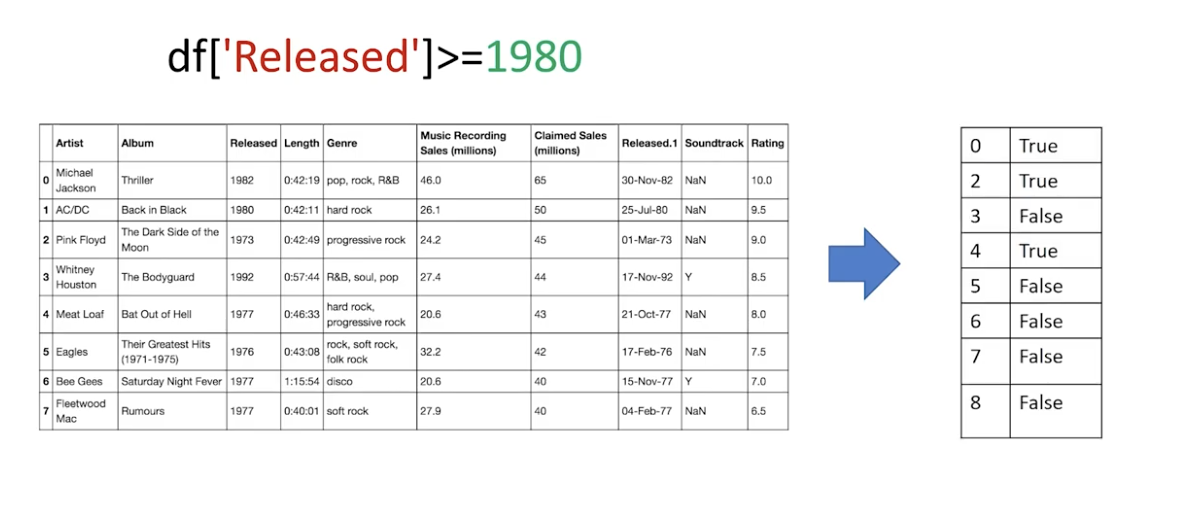 df['Released']>=1980
Artist Album Released Length Genre Music Recording Sales (millions) Claimed Sales (millions) Released.1 Soundtrack Rating
0 Michael Jackson Thriller 1982 0:42:19 pop, rock, R&B 46.0 65 30-Nov-82 NaN 10.0
1 AC/DC Back in Black 1980 0:42:11 hard rock 26.1 50 25-Jul-80 NaN 9.5
2 Pink Floyd The Dark Side of the Moon 1973 0:42:49 progressive rock 24.2 45 01-Mar-73 NaN 9.0
3 Whitney Houston The Bodyguard 1992 0:57:44 R&B, soul, pop 27.4 44 17-Nov-92 Y 8.5
4 Meat Loaf Bat Out of Hell 1977 0:46:33 hard rock, progressive rock 20.6 43 21-Oct-77 NaN 8.0
5 Eagles Their Greatest Hits (1971-1975) 1976 0:43:08 rock, soft rock, folk rock 32.2 42 17-Feb-76 NaN 7.5
6 Bee Gees Saturday Night Fever 1977 1:15:54 disco 20.6 40 15-Nov-77 Y 7.0
7 Fleetwood Mac Rumours 1977 0:40:01 soft rock 27.9 40 04-Feb-77 NaN 6.5
0 True
2 True
3 False
4 True
5 False
6 False
7 False
8 False